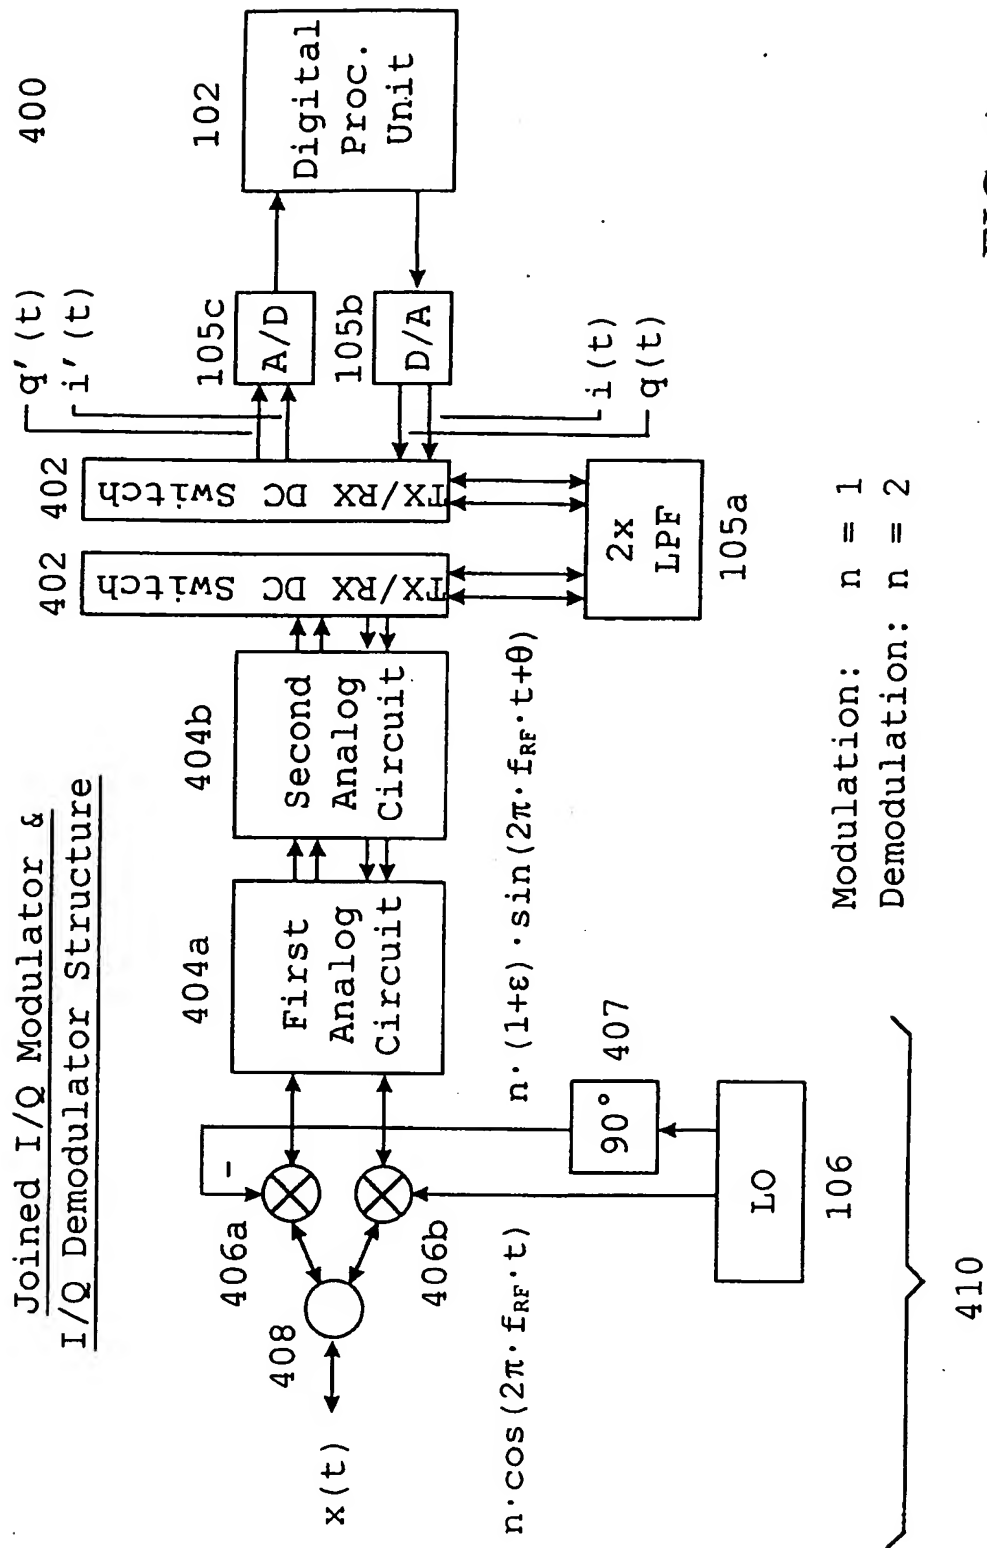 Joined I/Q Modulator &
I/Q Demodulator Structure
400
x(t)
408
406a
406b
-
n·cos(2π·fRF·t)
n·(1+ε)·sin(2π·fRF·t+θ)
90°
407
LO
106
410
404a
First
Analog
Circuit
404b
Second
Analog
Circuit
402
TX/RX DC Switch
402
TX/RX DC Switch
2x
LPF
105a
q'(t)
i'(t)
105c
A/D
105b
D/A
i(t)
q(t)
102
Digital
Proc.
Unit
Modulation: n = 1
Demodulation: n = 2